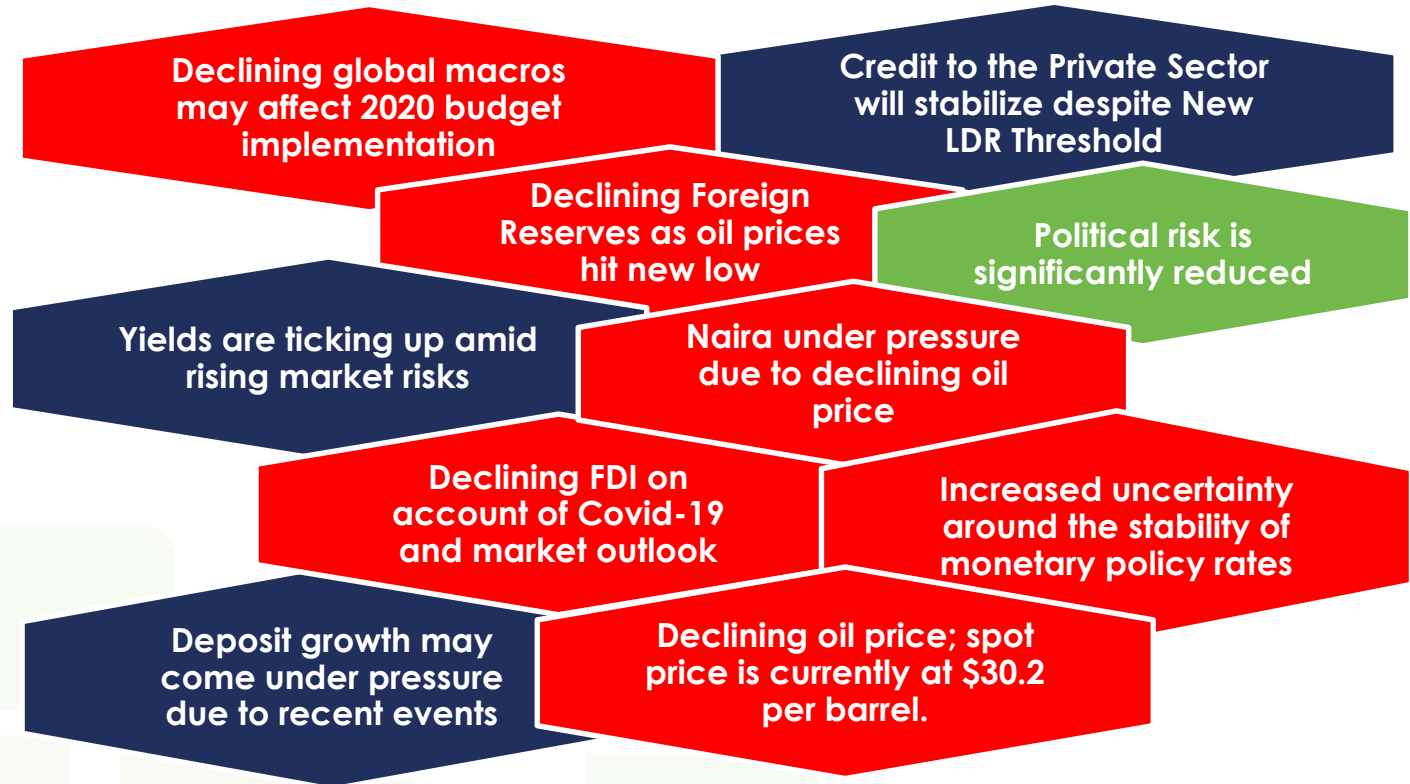 Declining global macros
may affect 2020 budget
implementation
Credit to the Private Sector
will stabilize despite New
LDR Threshold
Declining Foreign
Reserves as oil prices
hit new low
Political risk is
significantly reduced
Yields are ticking up amid
rising market risks
Naira under pressure
due to declining oil
price
Declining FDI on
account of Covid-19
and market outlook
Increased uncertainty
around the stability of
monetary policy rates
Deposit growth may
come under pressure
due to recent events
Declining oil price; spot
price is currently at $30.2
per barrel.